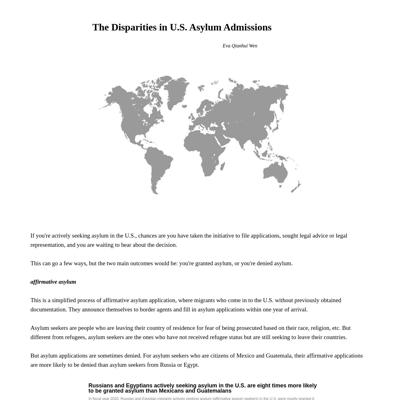 The Disparities in U.S. Asylum Admissions
Eva Qianhui Wen
If you're actively seeking asylum in the U.S., chances are you have taken the initiative to file applications, sought legal advice or legal
representation, and you are waiting to hear about the decision.
This can go a few ways, but the two main outcomes would be: you're granted asylum, or you're denied asylum.
affirmative asylum
This is a simplified process of affirmative asylum application, where migrants who come in to the U.S. without previously obtained
documentation. They announce themselves to border agents and fill in asylum applications within one year of arrival.
Asylum seekers are people who are leaving their country of residence for fear of being prosecuted based on their race, religion, etc. But
different from refugees, asylum seekers are the ones who have not received refugee status but are still seeking to leave their countries.
But asylum applications are sometimes denied. For asylum seekers who are citizens of Mexico and Guatemala, their affirmative applications
are more likely to be denied than asylum seekers from Russia or Egypt.
Russians and Egyptians actively seeking asylum in the U.S. are eight times more likely
to be granted asylum than Mexicans and Guatemalans